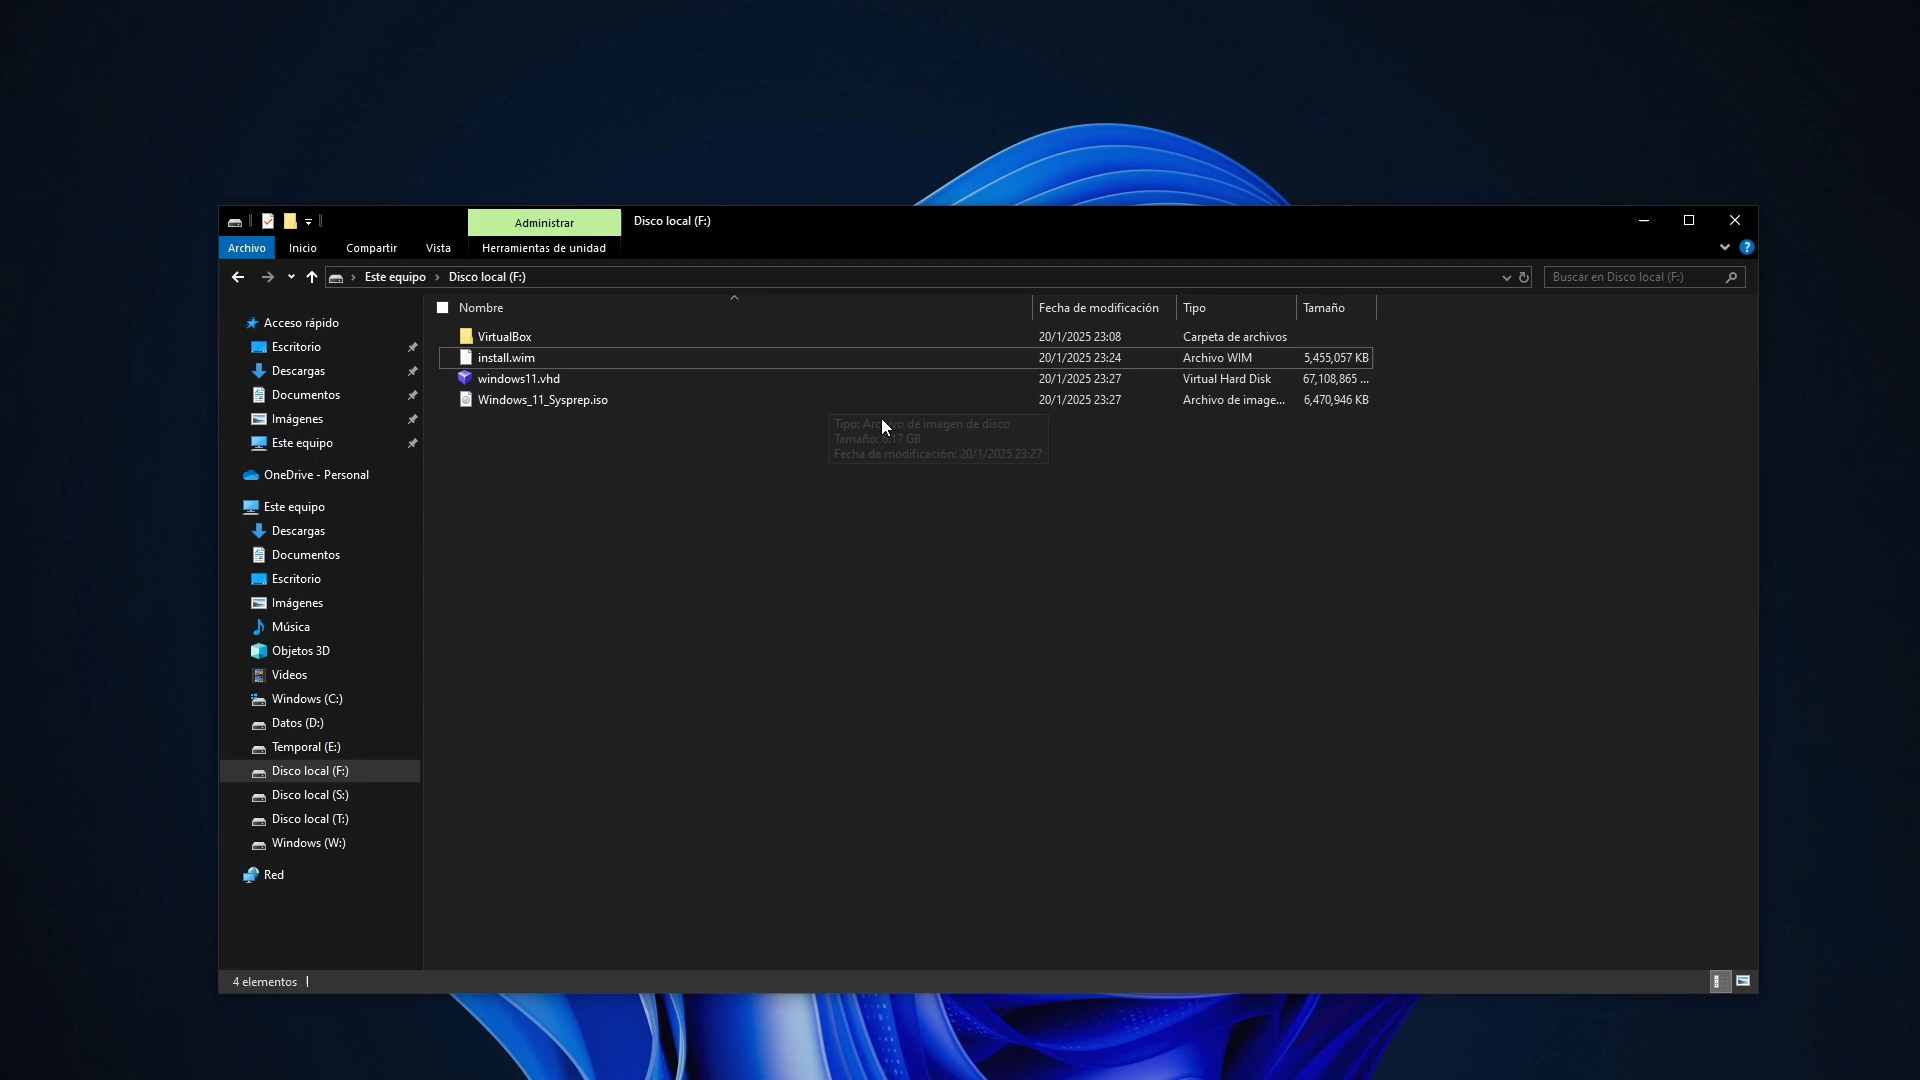 Administrar
Disco local (F:)
Archivo
Inicio
Compartir
Vista
Herramientas de unidad
Este equipo
Disco local (F:)
Buscar en Disco local (F:)
Nombre
Fecha de modificación
Tipo
Tamaño
VirtualBox
20/1/2025 23:08
Carpeta de archivos
install.wim
20/1/2025 23:24
Archivo WIM
5,455,057 KB
windows11.vhd
20/1/2025 23:27
Virtual Hard Disk
67,108,865 ...
Windows_11_Sysprep.iso
20/1/2025 23:27
Archivo de image...
6,470,946 KB
Tipo: Archivo de imagen de disco
Tamaño: 6.17 GB
Fecha de modificación: 20/1/2025 23:27
Acceso rápido
Escritorio
Descargas
Documentos
Imágenes
Este equipo
OneDrive - Personal
Este equipo
Descargas
Documentos
Escritorio
Imágenes
Música
Objetos 3D
Videos
Windows (C:)
Datos (D:)
Temporal (E:)
Disco local (F:)
Disco local (S:)
Disco local (T:)
Windows (W:)
Red
4 elementos